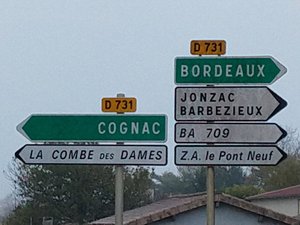 D 731
COGNAC
LA COMBE DES DAMES
D 731
BORDEAUX
JONZAC
BARBEZIEUX
BA 709
Z.A. le Pont Neuf